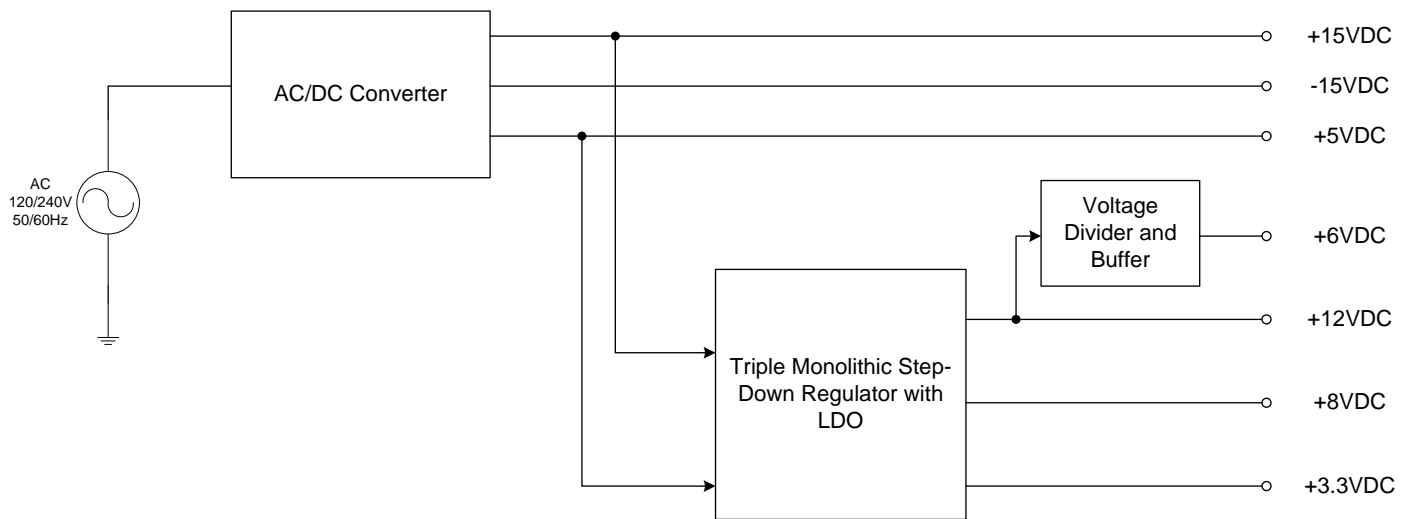 AC/DC Converter
+15VDC
-15VDC
+5VDC
AC
120/240V
50/60Hz
Voltage
Divider and
Buffer
+6VDC
+12VDC
Triple Monolithic Step-
Down Regulator with
LDO
+8VDC
+3.3VDC